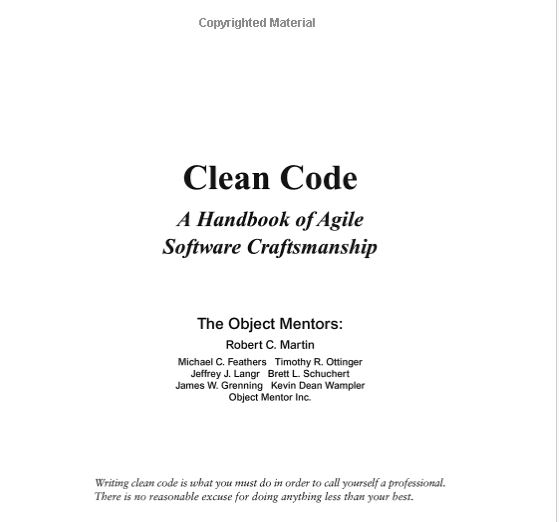 Copyrighted Material
Clean Code
A Handbook of Agile
Software Craftsmanship
The Object Mentors:
Robert C. Martin
Michael C. Feathers Timothy R. Ottinger
Jeffrey J. Langr Brett L. Schuchert
James W. Grenning Kevin Dean Wampler
Object Mentor Inc.
Writing clean code is what you must do in order to call yourself a professional.
There is no reasonable excuse for doing anything less than your best.